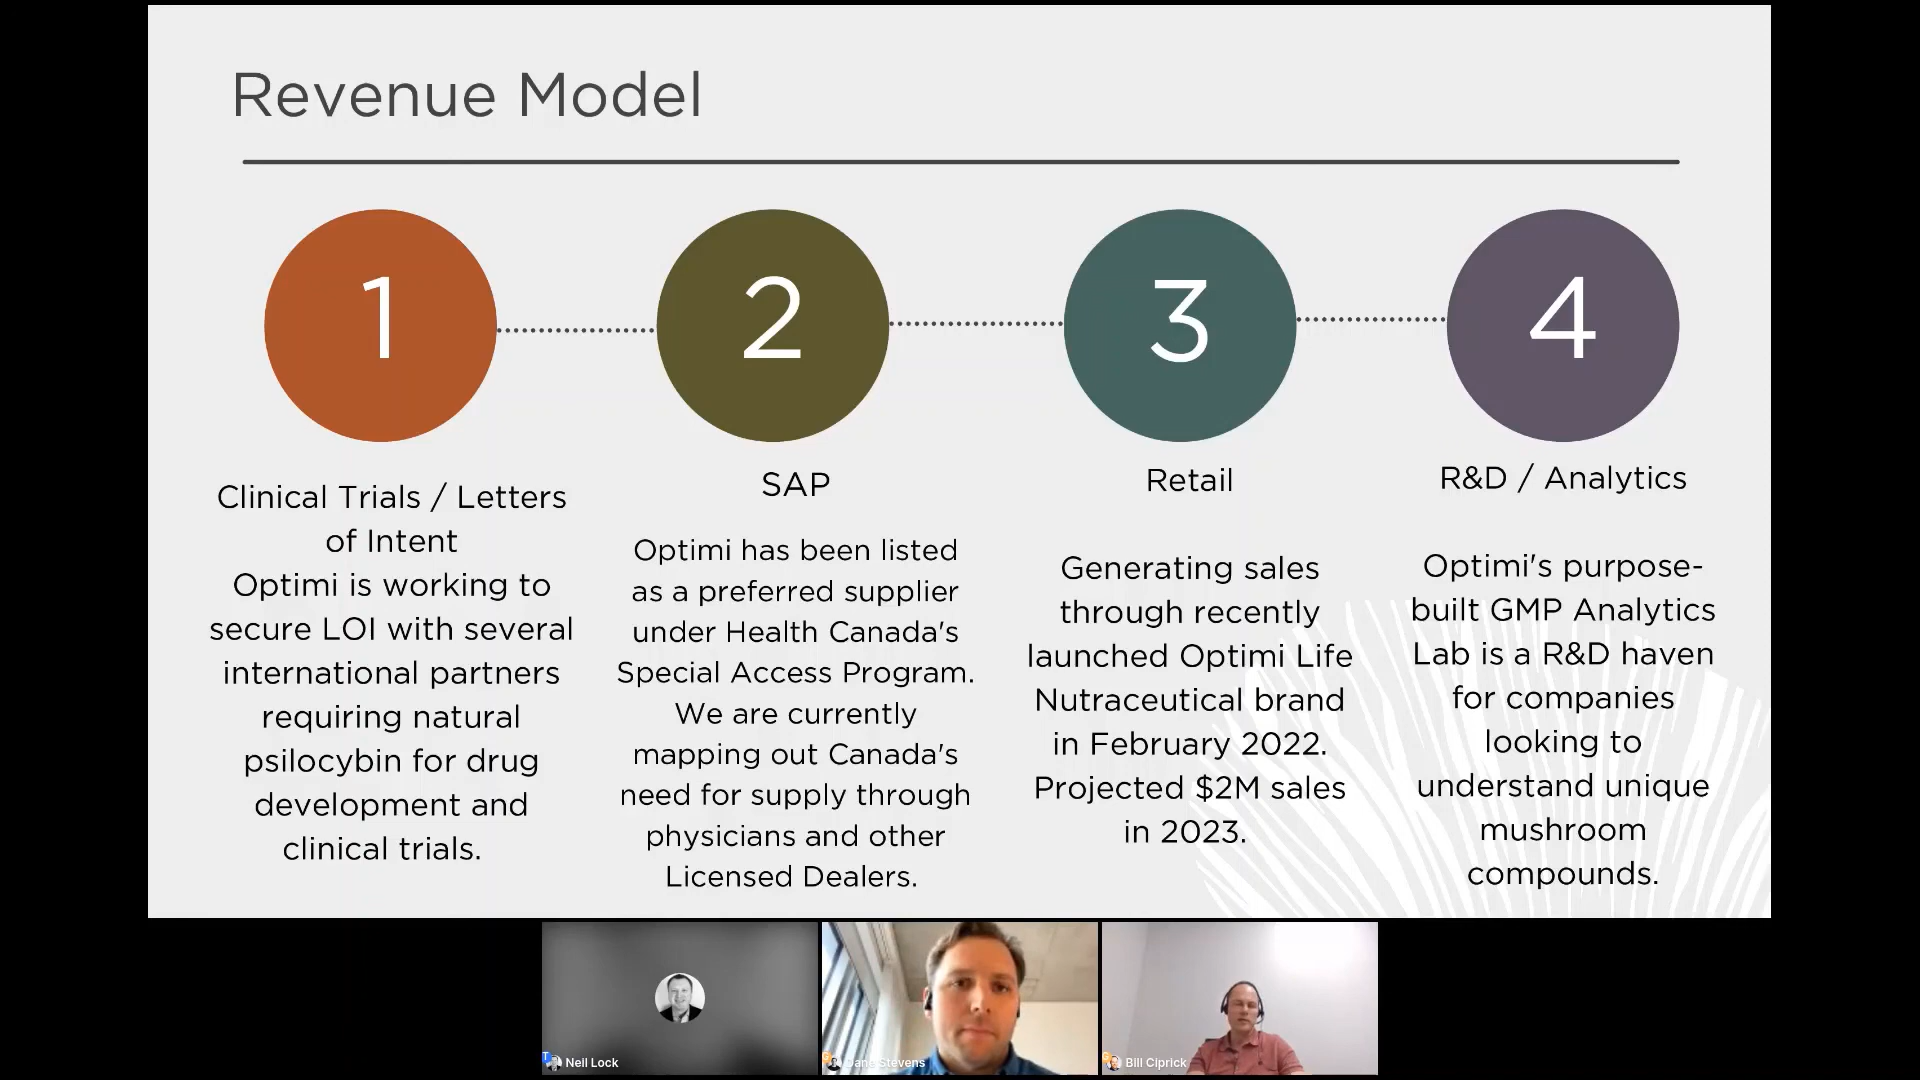 Revenue Model
1
2
3
4
Clinical Trials / Letters
of Intent
Optimi is working to
secure LOI with several
international partners
requiring natural
psilocybin for drug
development and
clinical trials.
SAP
Optimi has been listed
as a preferred supplier
under Health Canada's
Special Access Program.
We are currently
mapping out Canada's
need for supply through
physicians and other
Licensed Dealers.
Retail
Generating sales
through recently
launched Optimi Life
Nutraceutical brand
in February 2022.
Projected $2M sales
in 2023.
R&D / Analytics
Optimi's purpose-
built GMP Analytics
Lab is a R&D haven
for companies
looking to
understand unique
mushroom
compounds.
Neil Lock
Dane Stevens
Bill Ciprick